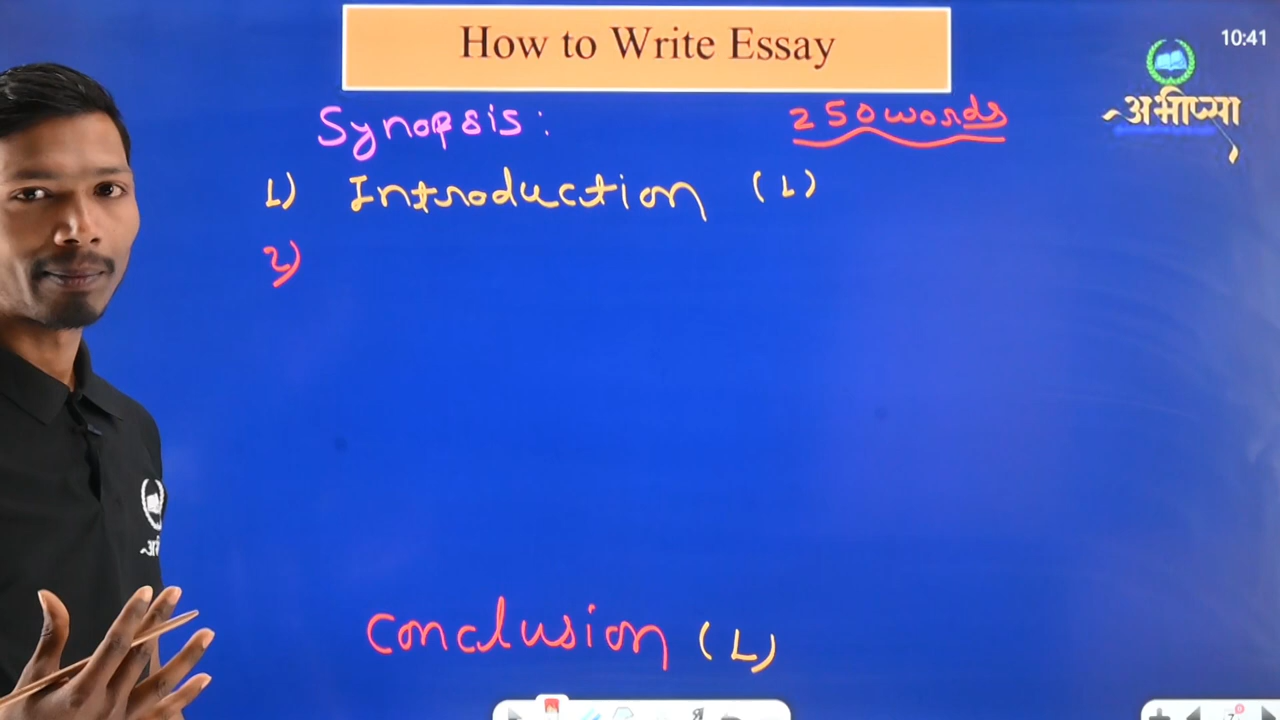 How to Write Essay
10:41
अभीप्सा
Synopsis :
250 words
1) Introduction (1)
2)
Conclusion (1)